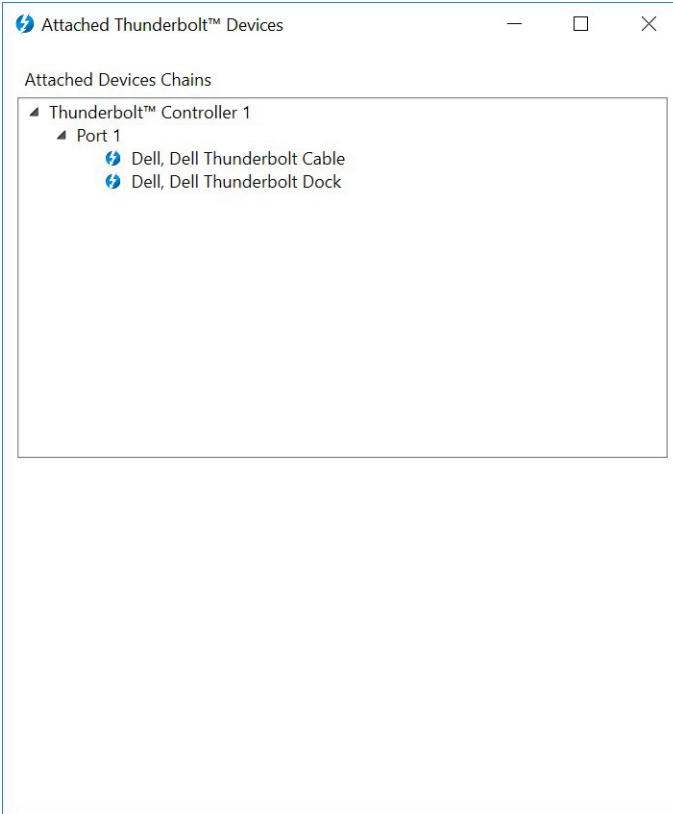 Attached Thunderbolt™ Devices
Attached Devices Chains
Thunderbolt™ Controller 1
Port 1
Dell, Dell Thunderbolt Cable
Dell, Dell Thunderbolt Dock